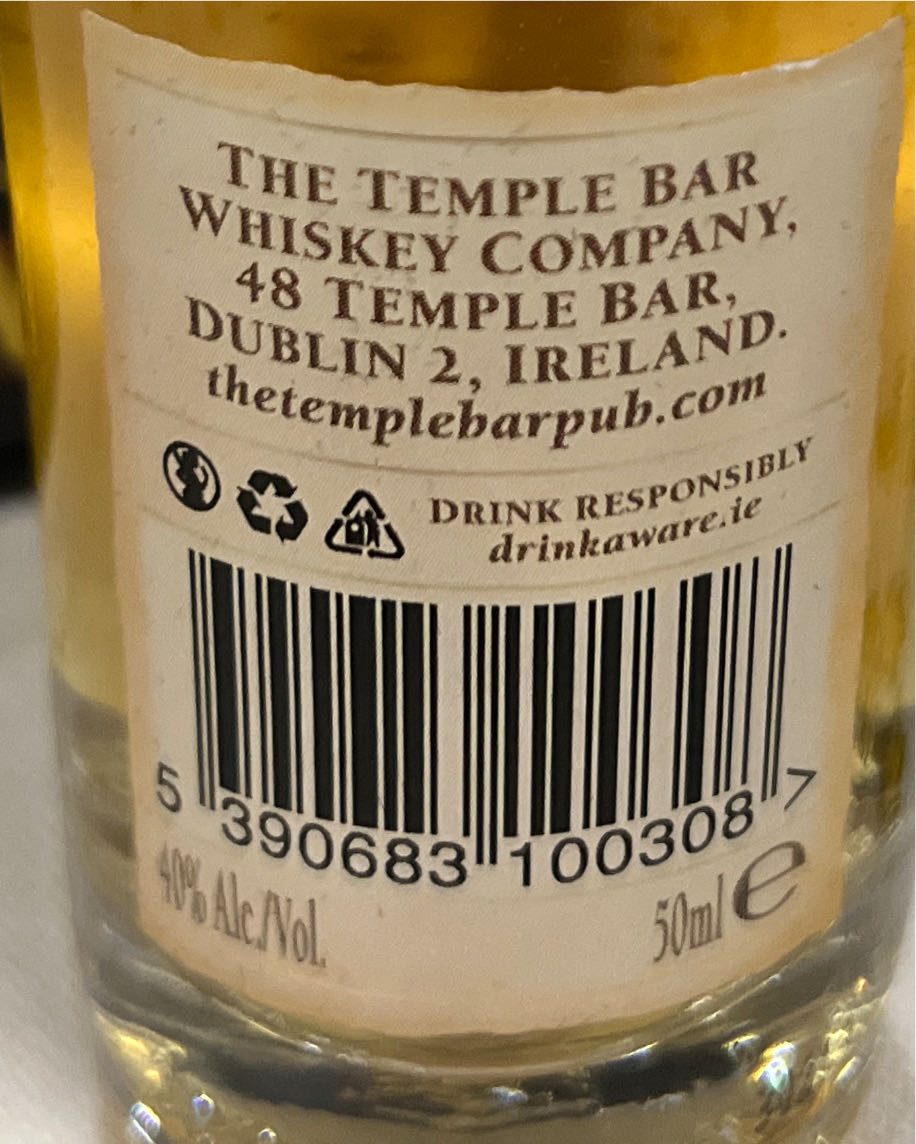 THE TEMPLE BAR
WHISKEY COMPANY,
48 TEMPLE BAR,
DUBLIN 2, IRELAND.
thetemplebarpub.com
DRINK RESPONSIBLY
drinkaware.ie
5 390683 100308 7
40% Alc./Vol.
50ml e